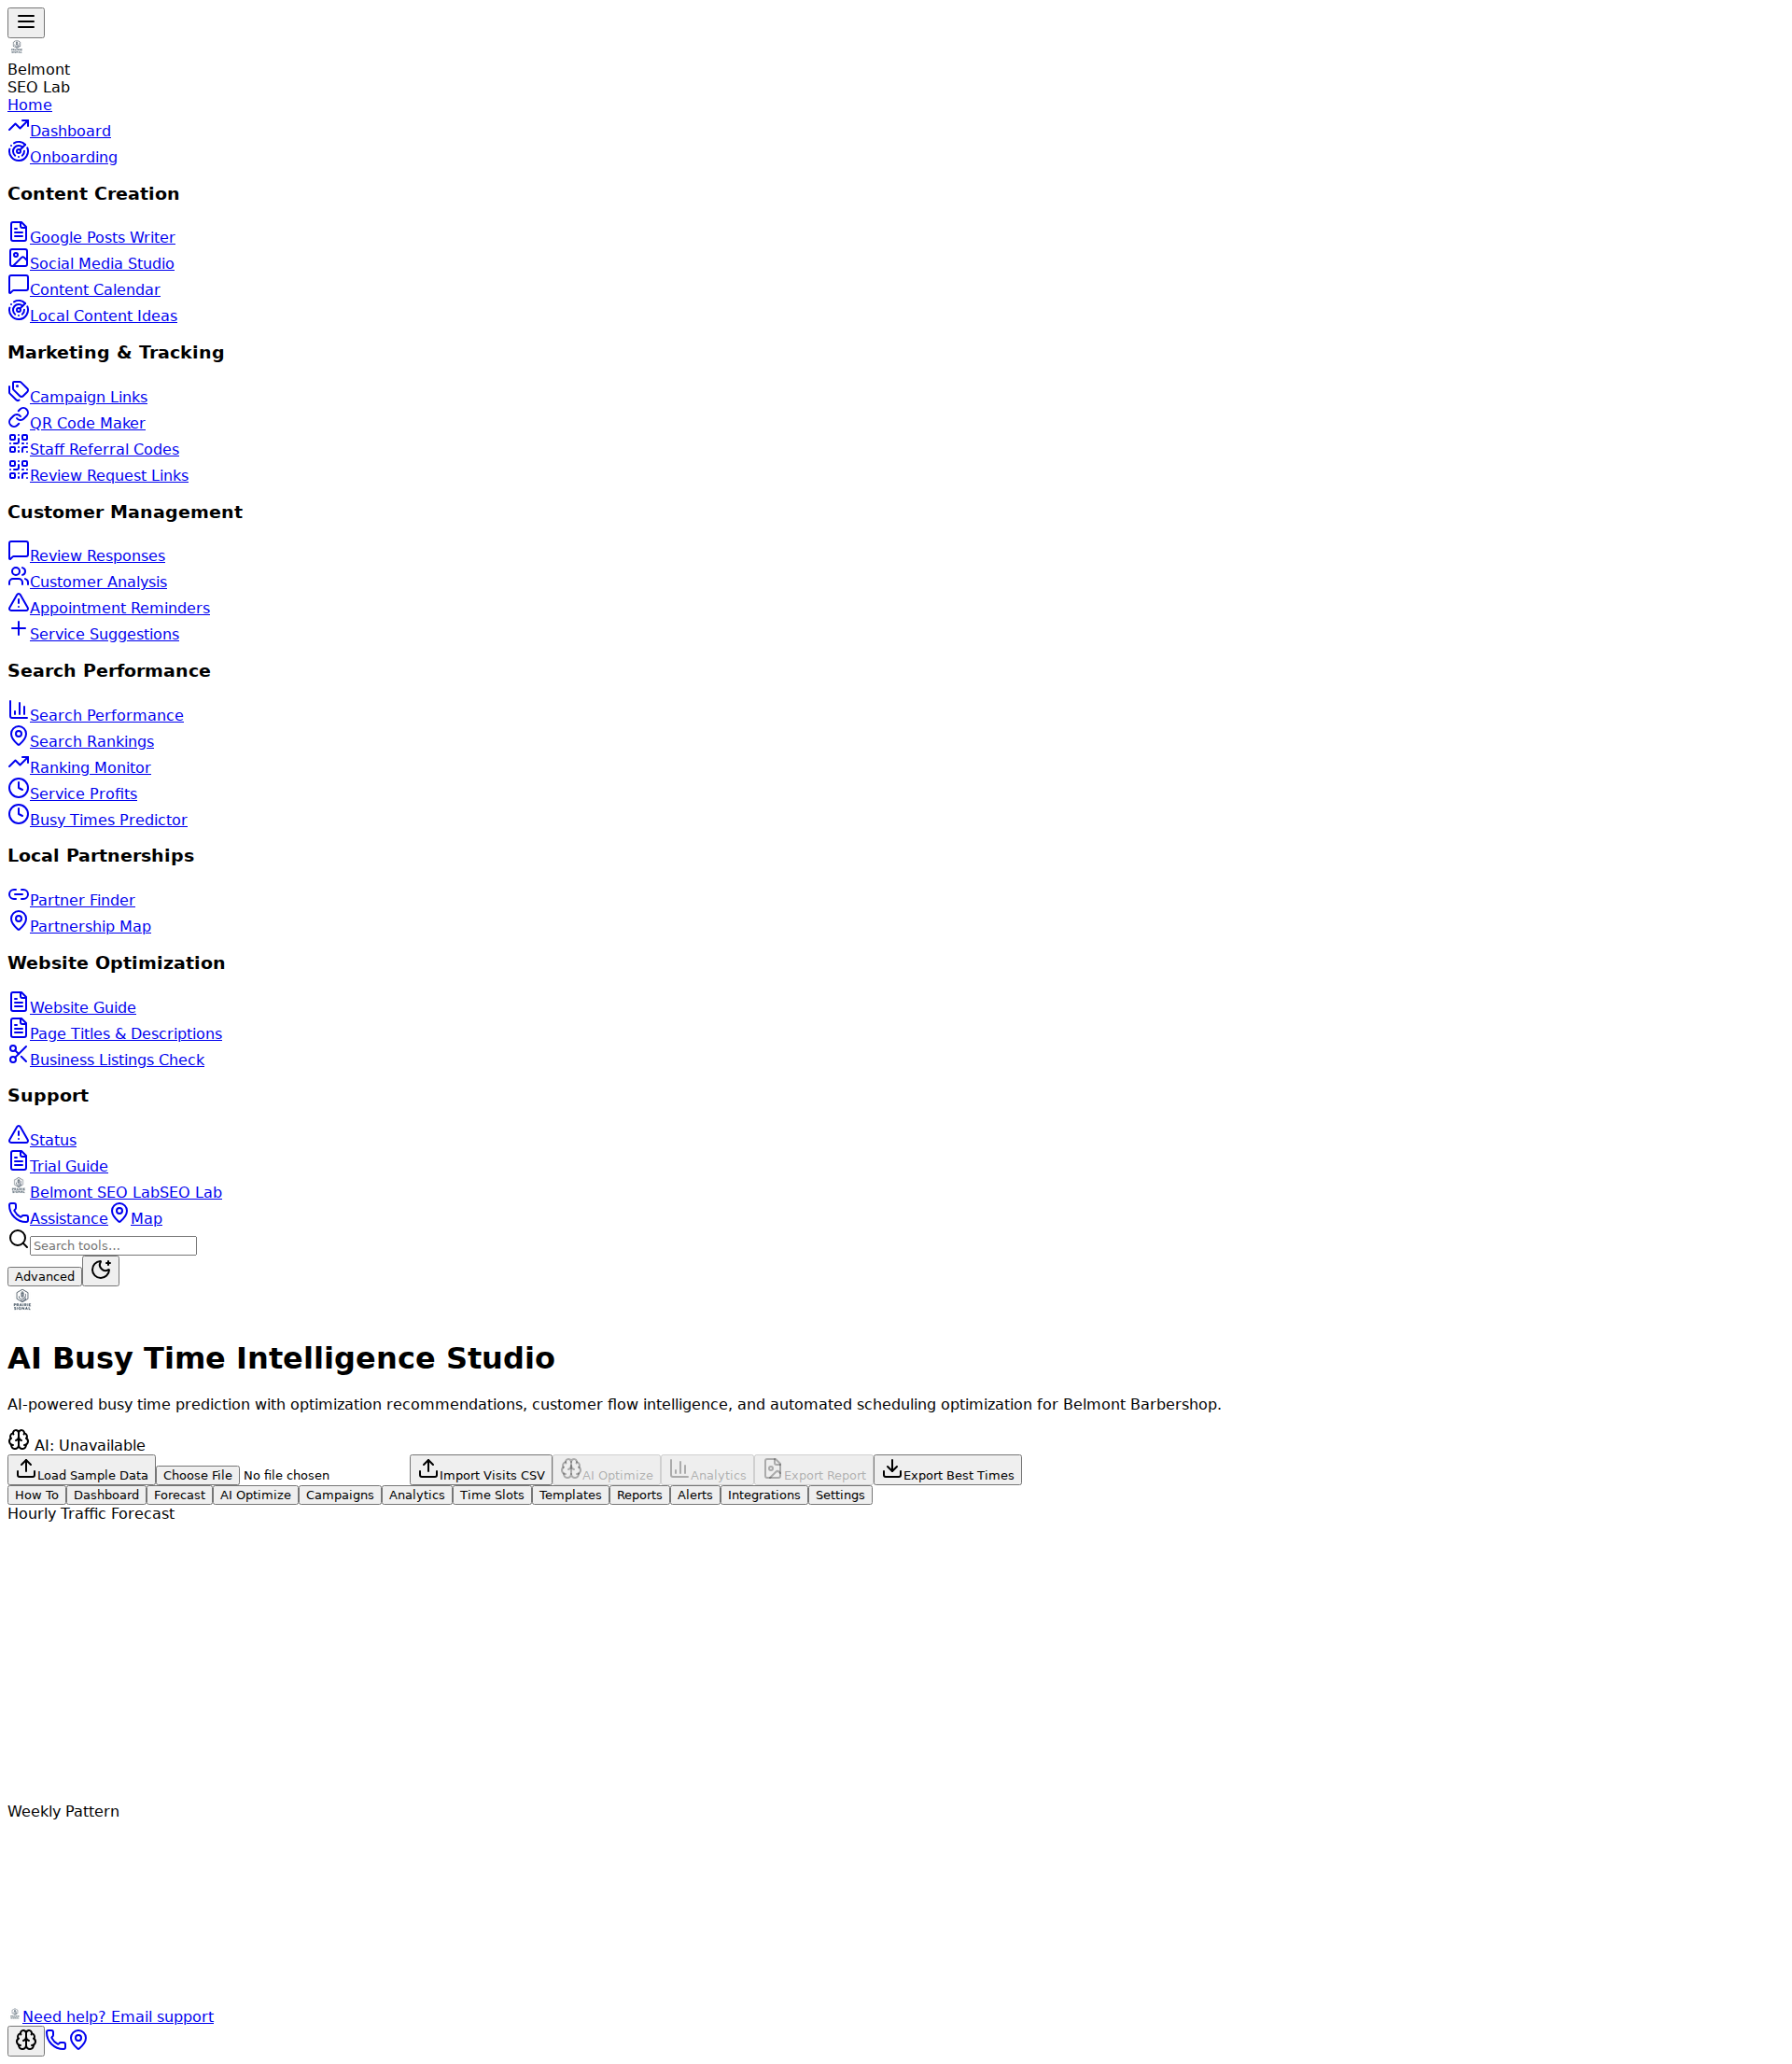 Belmont
SEO Lab
Home
Dashboard
Onboarding
Content Creation
Google Posts Writer
Social Media Studio
Content Calendar
Local Content Ideas
Marketing & Tracking
Campaign Links
QR Code Maker
Staff Referral Codes
Review Request Links
Customer Management
Review Responses
Customer Analysis
Appointment Reminders
Service Suggestions
Search Performance
Search Performance
Search Rankings
Ranking Monitor
Service Profits
Busy Times Predictor
Local Partnerships
Partner Finder
Partnership Map
Website Optimization
Website Guide
Page Titles & Descriptions
Business Listings Check
Support
Status
Trial Guide
Belmont SEO LabSEO Lab
Assistance Map
Search tools...
Advanced
PRAIRIE
SIGNAL
AI Busy Time Intelligence Studio
AI-powered busy time prediction with optimization recommendations, customer flow intelligence, and automated scheduling optimization for Belmont Barbershop.
AI: Unavailable
Load Sample Data Choose File No file chosen Import Visits CSV AI Optimize Analytics Export Report Export Best Times
How To Dashboard Forecast AI Optimize Campaigns Analytics Time Slots Templates Reports Alerts Integrations Settings
Hourly Traffic Forecast
Weekly Pattern
Need help? Email support